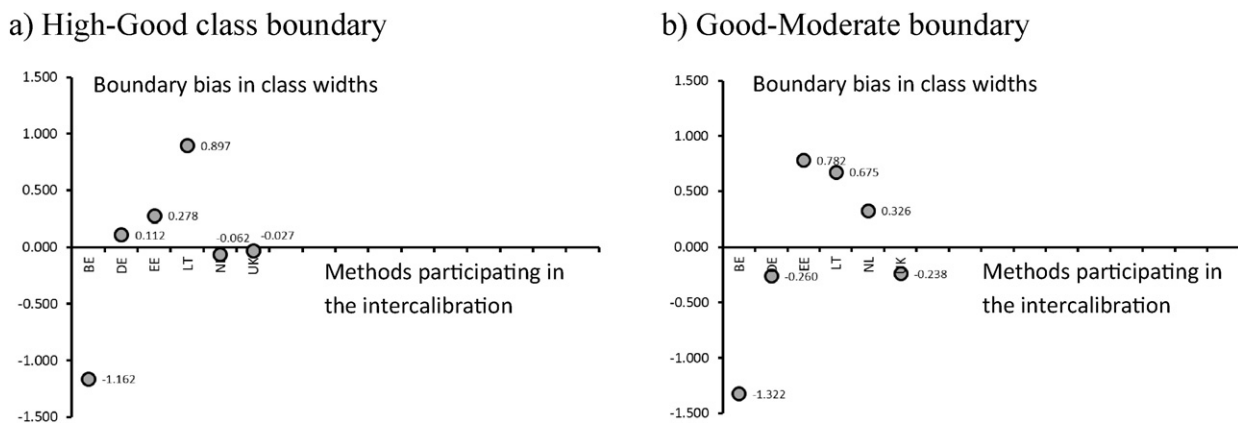 a) High-Good class boundary
1.500
Boundary bias in class widths
1.000
0.897
0.500
0.278
0.112
-0.062
-0.027
0.000
BE
DE
EE
LT
UK
Methods participating in
the intercalibration
-0.500
-1.000
-1.162
-1.500
b) Good-Moderate boundary
1.500
Boundary bias in class widths
1.000
0.782
0.675
0.500
0.326
0.000
BE
EE
LT
NL
Methods participating in
the intercalibration
-0.260
-0.238
-0.500
-1.000
-1.322
-1.500